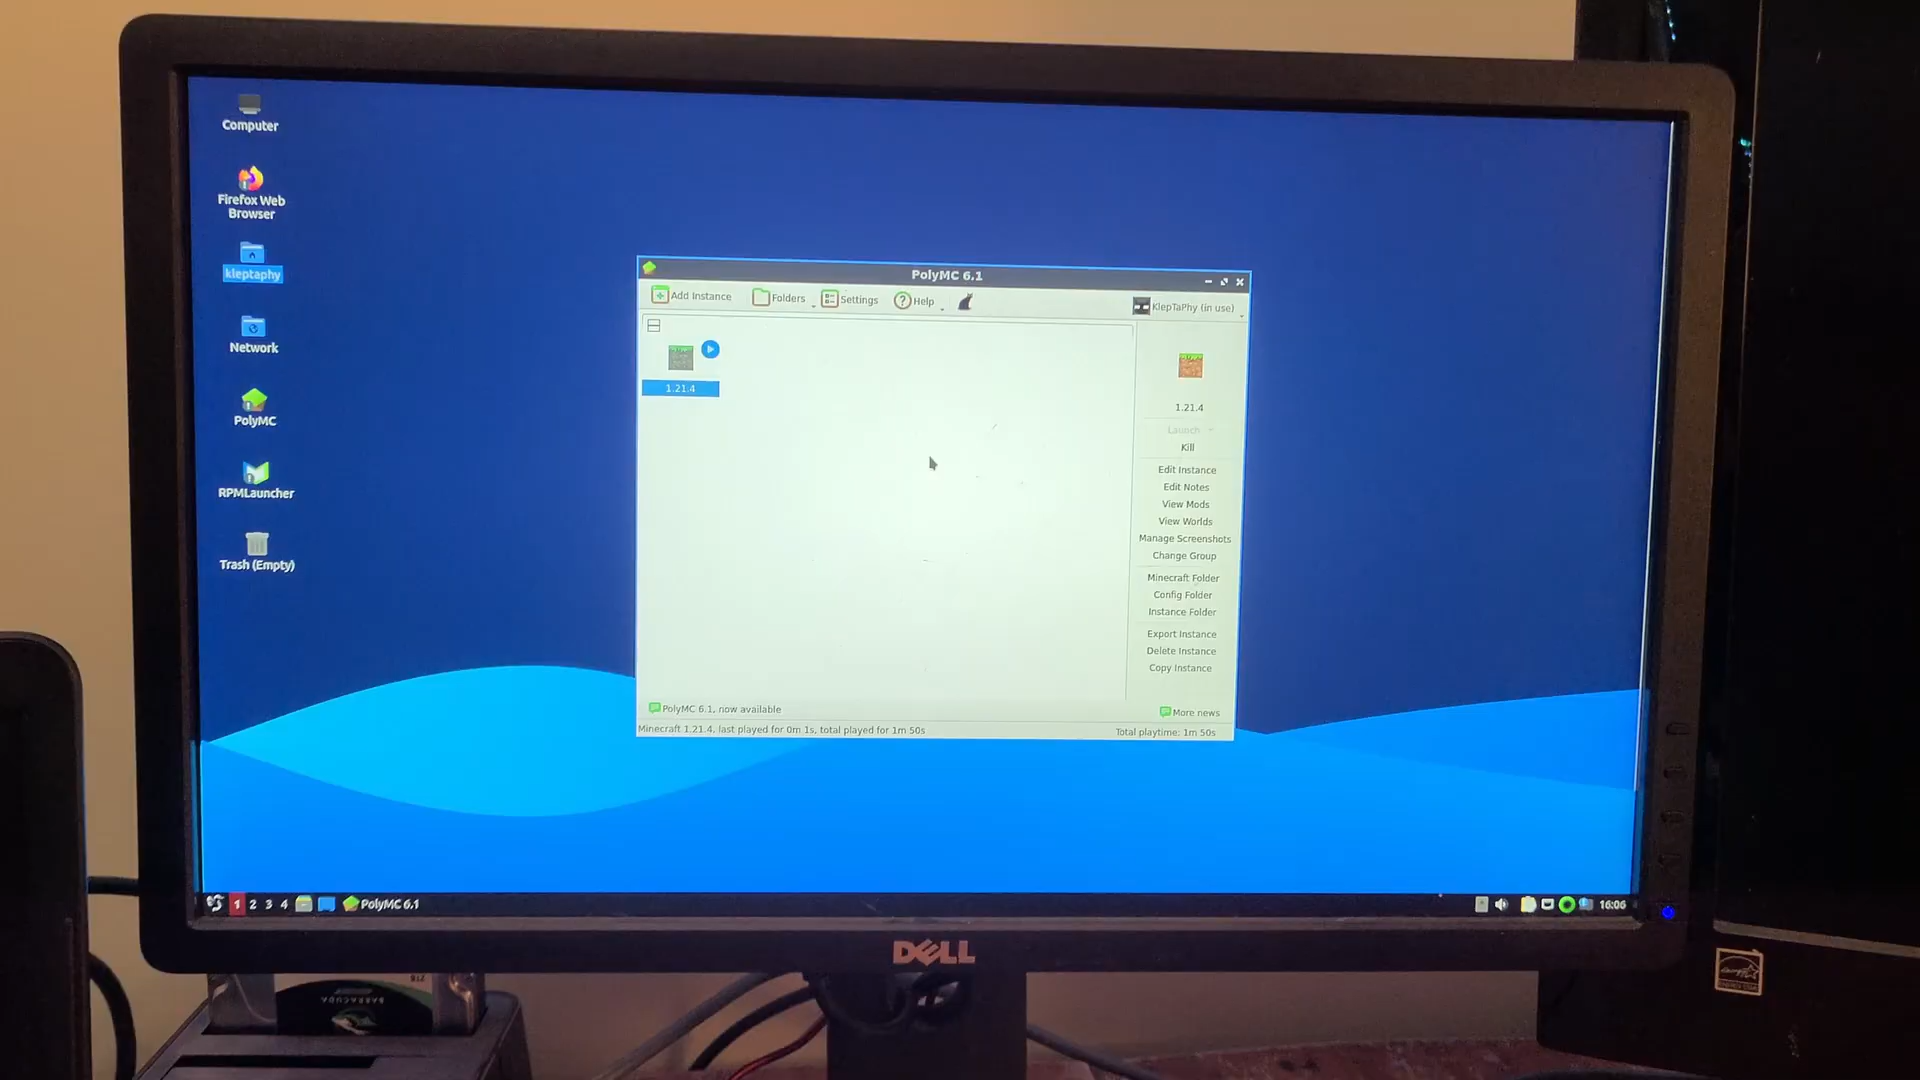 Computer
Firefox Web
Browser
kleptaphy
Network
PolyMC
RPMLauncher
Trash (Empty)
PolyMC 6.1
Add Instance
Folders
Settings
Help
KlepTaPhy (in use)
1.21.4
1.21.4
Launch
Kill
Edit Instance
Edit Notes
View Mods
View Worlds
Manage Screenshots
Change Group
Minecraft Folder
Config Folder
Instance Folder
Export Instance
Delete Instance
Copy Instance
PolyMC 6.1, now available
More news
Minecraft 1.21.4, last played for 0m 1s, total played for 1m 50s
Total playtime: 1m 50s
1 2 3 4
PolyMC 6.1
16:06
DELL
2TB
BARRACUDA